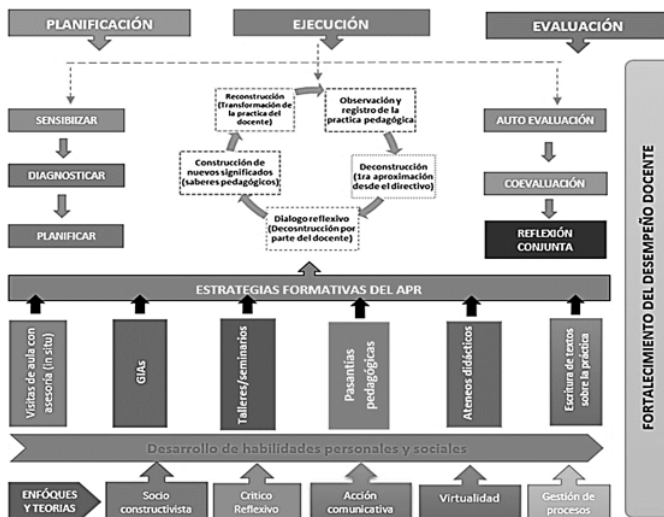 PLANIFICACIÓN
EJECUCIÓN
EVALUACIÓN
SENSIBIIZAR
DIAGNOSTICAR
PLANIFICAR
Reconstrucción
(Transformación de
la practica del
docente)
Observación y
registro de la
practica pedagógica
Construcción de
nuevos significados
(saberes pedagógicos)
Deconstrucción
(1ra aproximación
desde el directivo)
Dialogo reflexivo
(Deconstrucción por
parte del docente)
AUTO EVALUACIÓN
COEVALUACIÓN
REFLEXIÓN
CONJUNTA
FORTALECIMIENTO DEL DESEMPEÑO DOCENTE
ESTRATEGIAS FORMATIVAS DEL APR
Visitas de aula con
asesoría (in situ)
GIAs
Talleres/seminarios
Pasantías
pedagógicas
Ateneos didácticos
Escritura de textos
sobre la práctica
Desarrollo de habilidades personales y sociales
ENFÓQUES
Y TEORIAS
Socio
constructivista
Critico
Reflexivo
Acción
comunicativa
Virtualidad
Gestión de
procesos